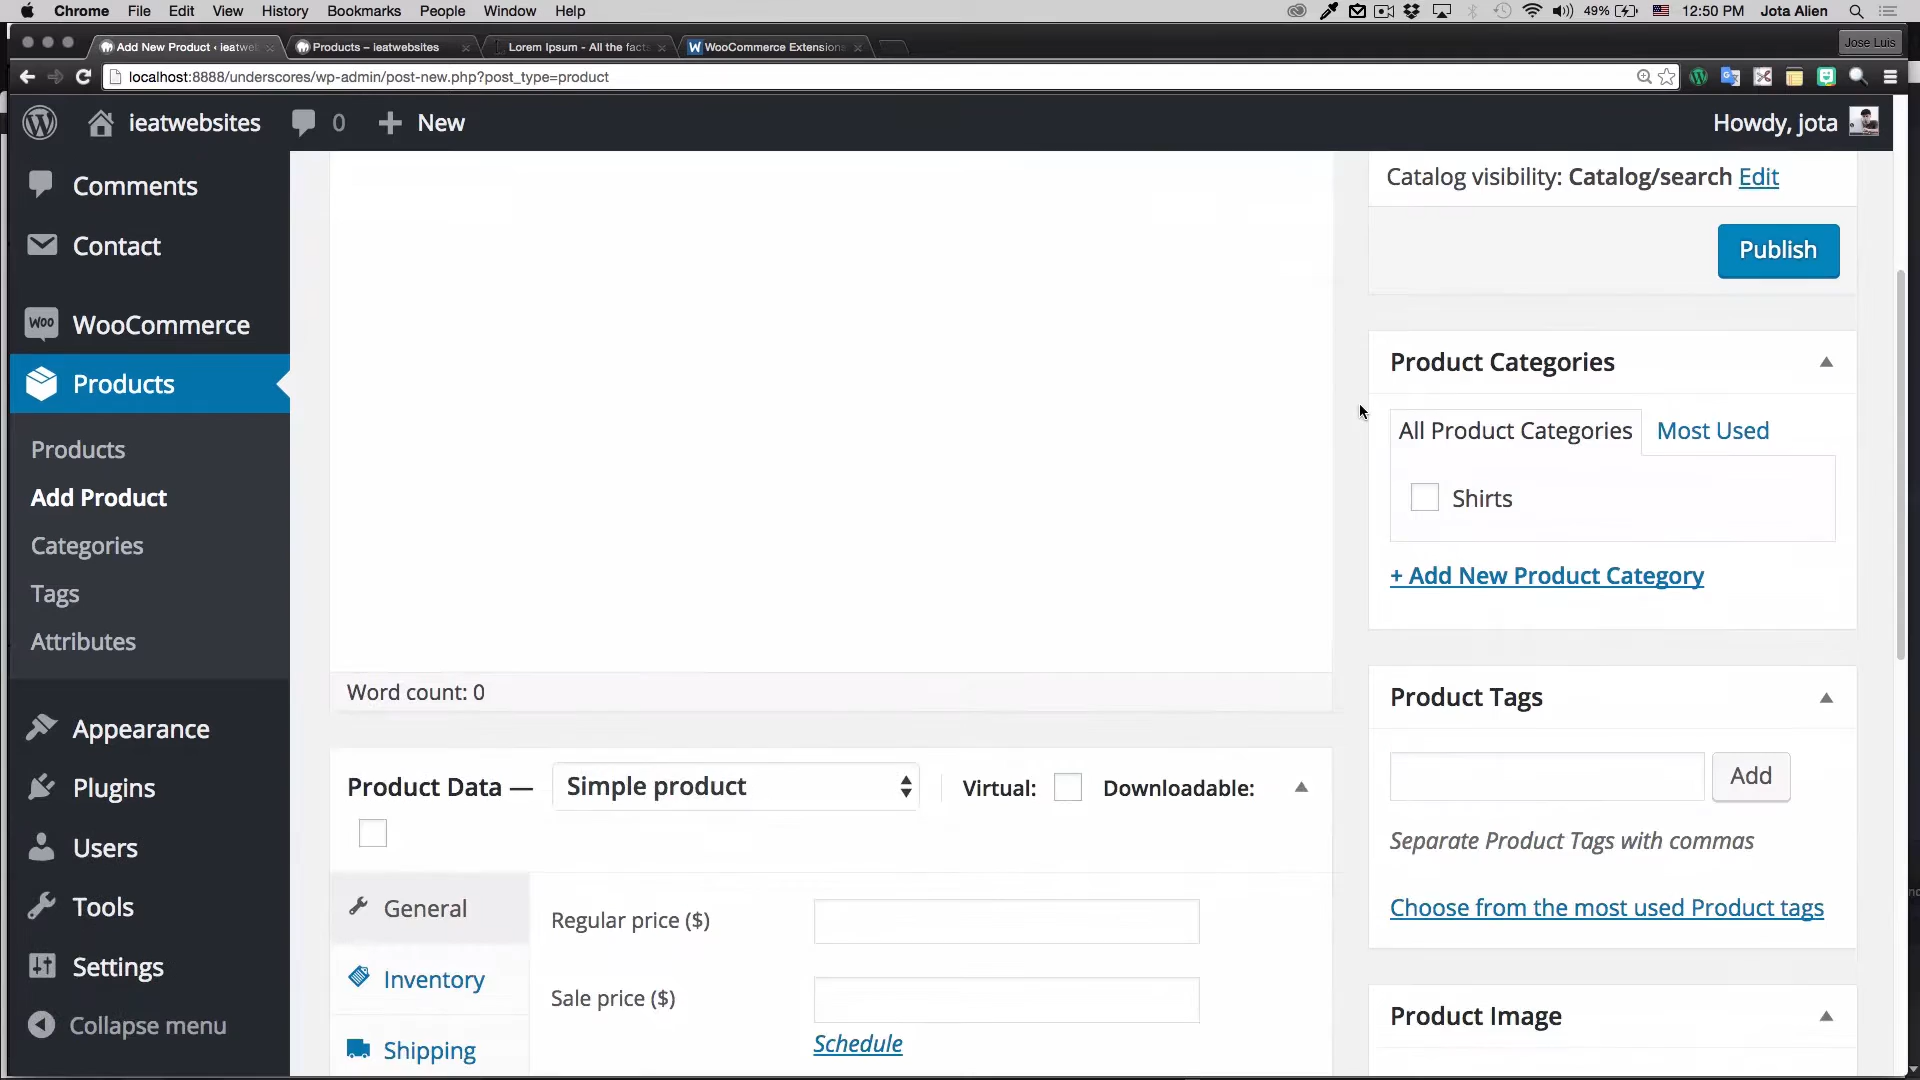 Chrome File Edit View History Bookmarks People Window Help 49% 12:50 PM Jota Alien
Add New Product ‹ ieatwel Products – ieatwebsites Lorem Ipsum - All the facts WooCommerce Extension Jose Luis
localhost:8888/underscores/wp-admin/post-new.php?post_type=product
ieatwebsites 0 New Howdy, jota
Comments
Contact
Woo WooCommerce
Products
Products
Add Product
Categories
Tags
Attributes
Appearance
Plugins
Users
Tools
Settings
Collapse menu
Word count: 0
Product Data — Simple product Virtual: Downloadable:
General
Inventory
Shipping
Regular price ($)
Sale price ($)
Schedule
Catalog visibility: Catalog/search Edit
Publish
Product Categories
All Product Categories Most Used
Shirts
+ Add New Product Category
Product Tags
Add
Separate Product Tags with commas
Choose from the most used Product tags
Product Image